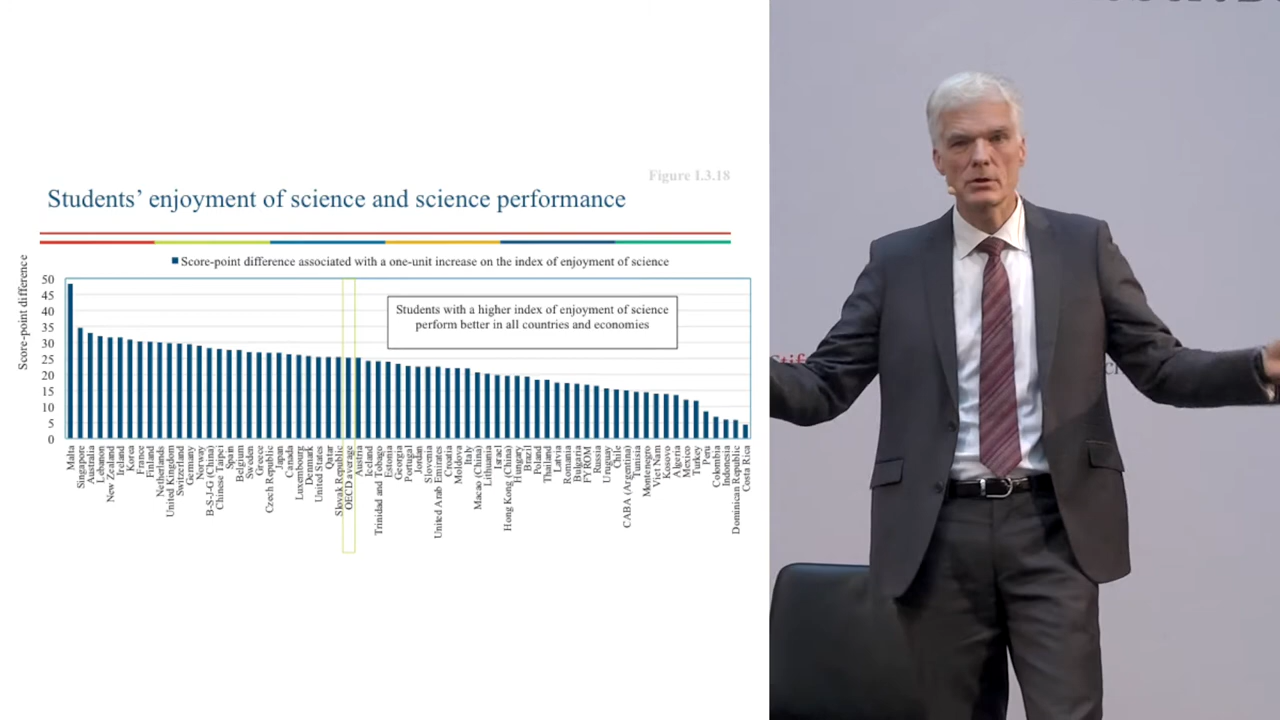 Figure I.3.18
Students’ enjoyment of science and science performance
Score-point difference associated with a one-unit increase on the index of enjoyment of science
Score-point difference
Students with a higher index of enjoyment of science
perform better in all countries and economies
50
45
40
35
30
25
20
15
10
5
0
Malta
Singapore
Australia
Lebanon
New Zealand
Ireland
Korea
France
Finland
Netherlands
United Kingdom
Switzerland
Germany
Norway
B-S-J-G (China)
Chinese Taipei
Spain
Belgium
Sweden
Greece
Czech Republic
Japan
Canada
Luxembourg
Denmark
United States
Qatar
Slovak Republic
OECD average
Austria
Iceland
Trinidad and Tobago
Estonia
Georgia
Portugal
Jordan
Slovenia
United Arab Emirates
Croatia
Moldova
Italy
Macao (China)
Lithuania
Israel
Hong Kong (China)
Hungary
Brazil
Poland
Thailand
Latvia
Romania
Bulgaria
FYROM
Russia
Uruguay
Chile
CABA (Argentina)
Tunisia
Montenegro
Viet Nam
Kosovo
Algeria
Mexico
Turkey
Peru
Colombia
Indonesia
Dominican Republic
Costa Rica
Stif